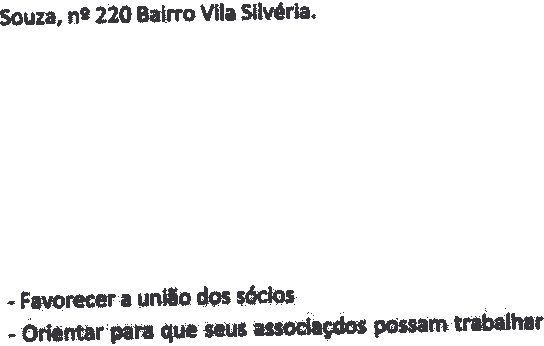 Souza, nº 220 Bairro Vila Silvéria.
- Favorecer a união dos sócios
- Orientar para que seus associaçdos possam trabalhar